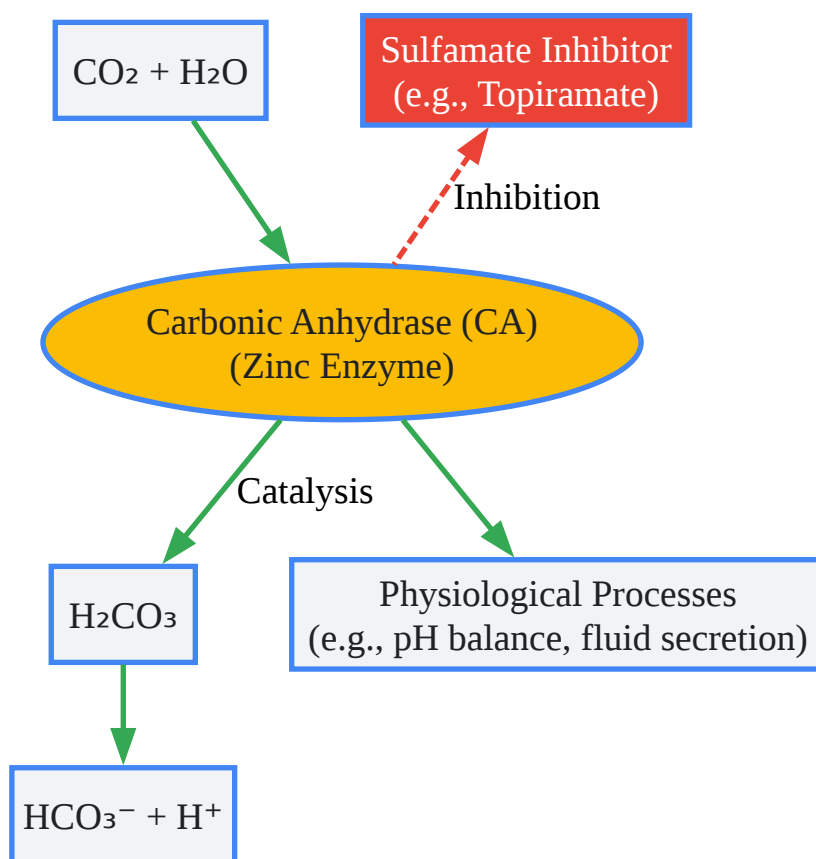 CO₂ + H₂O
Sulfamate Inhibitor
(e.g., Topiramate)
Inhibition
Carbonic Anhydrase (CA)
(Zinc Enzyme)
Catalysis
H₂CO₃
Physiological Processes
(e.g., pH balance, fluid secretion)
HCO₃⁻ + H⁺